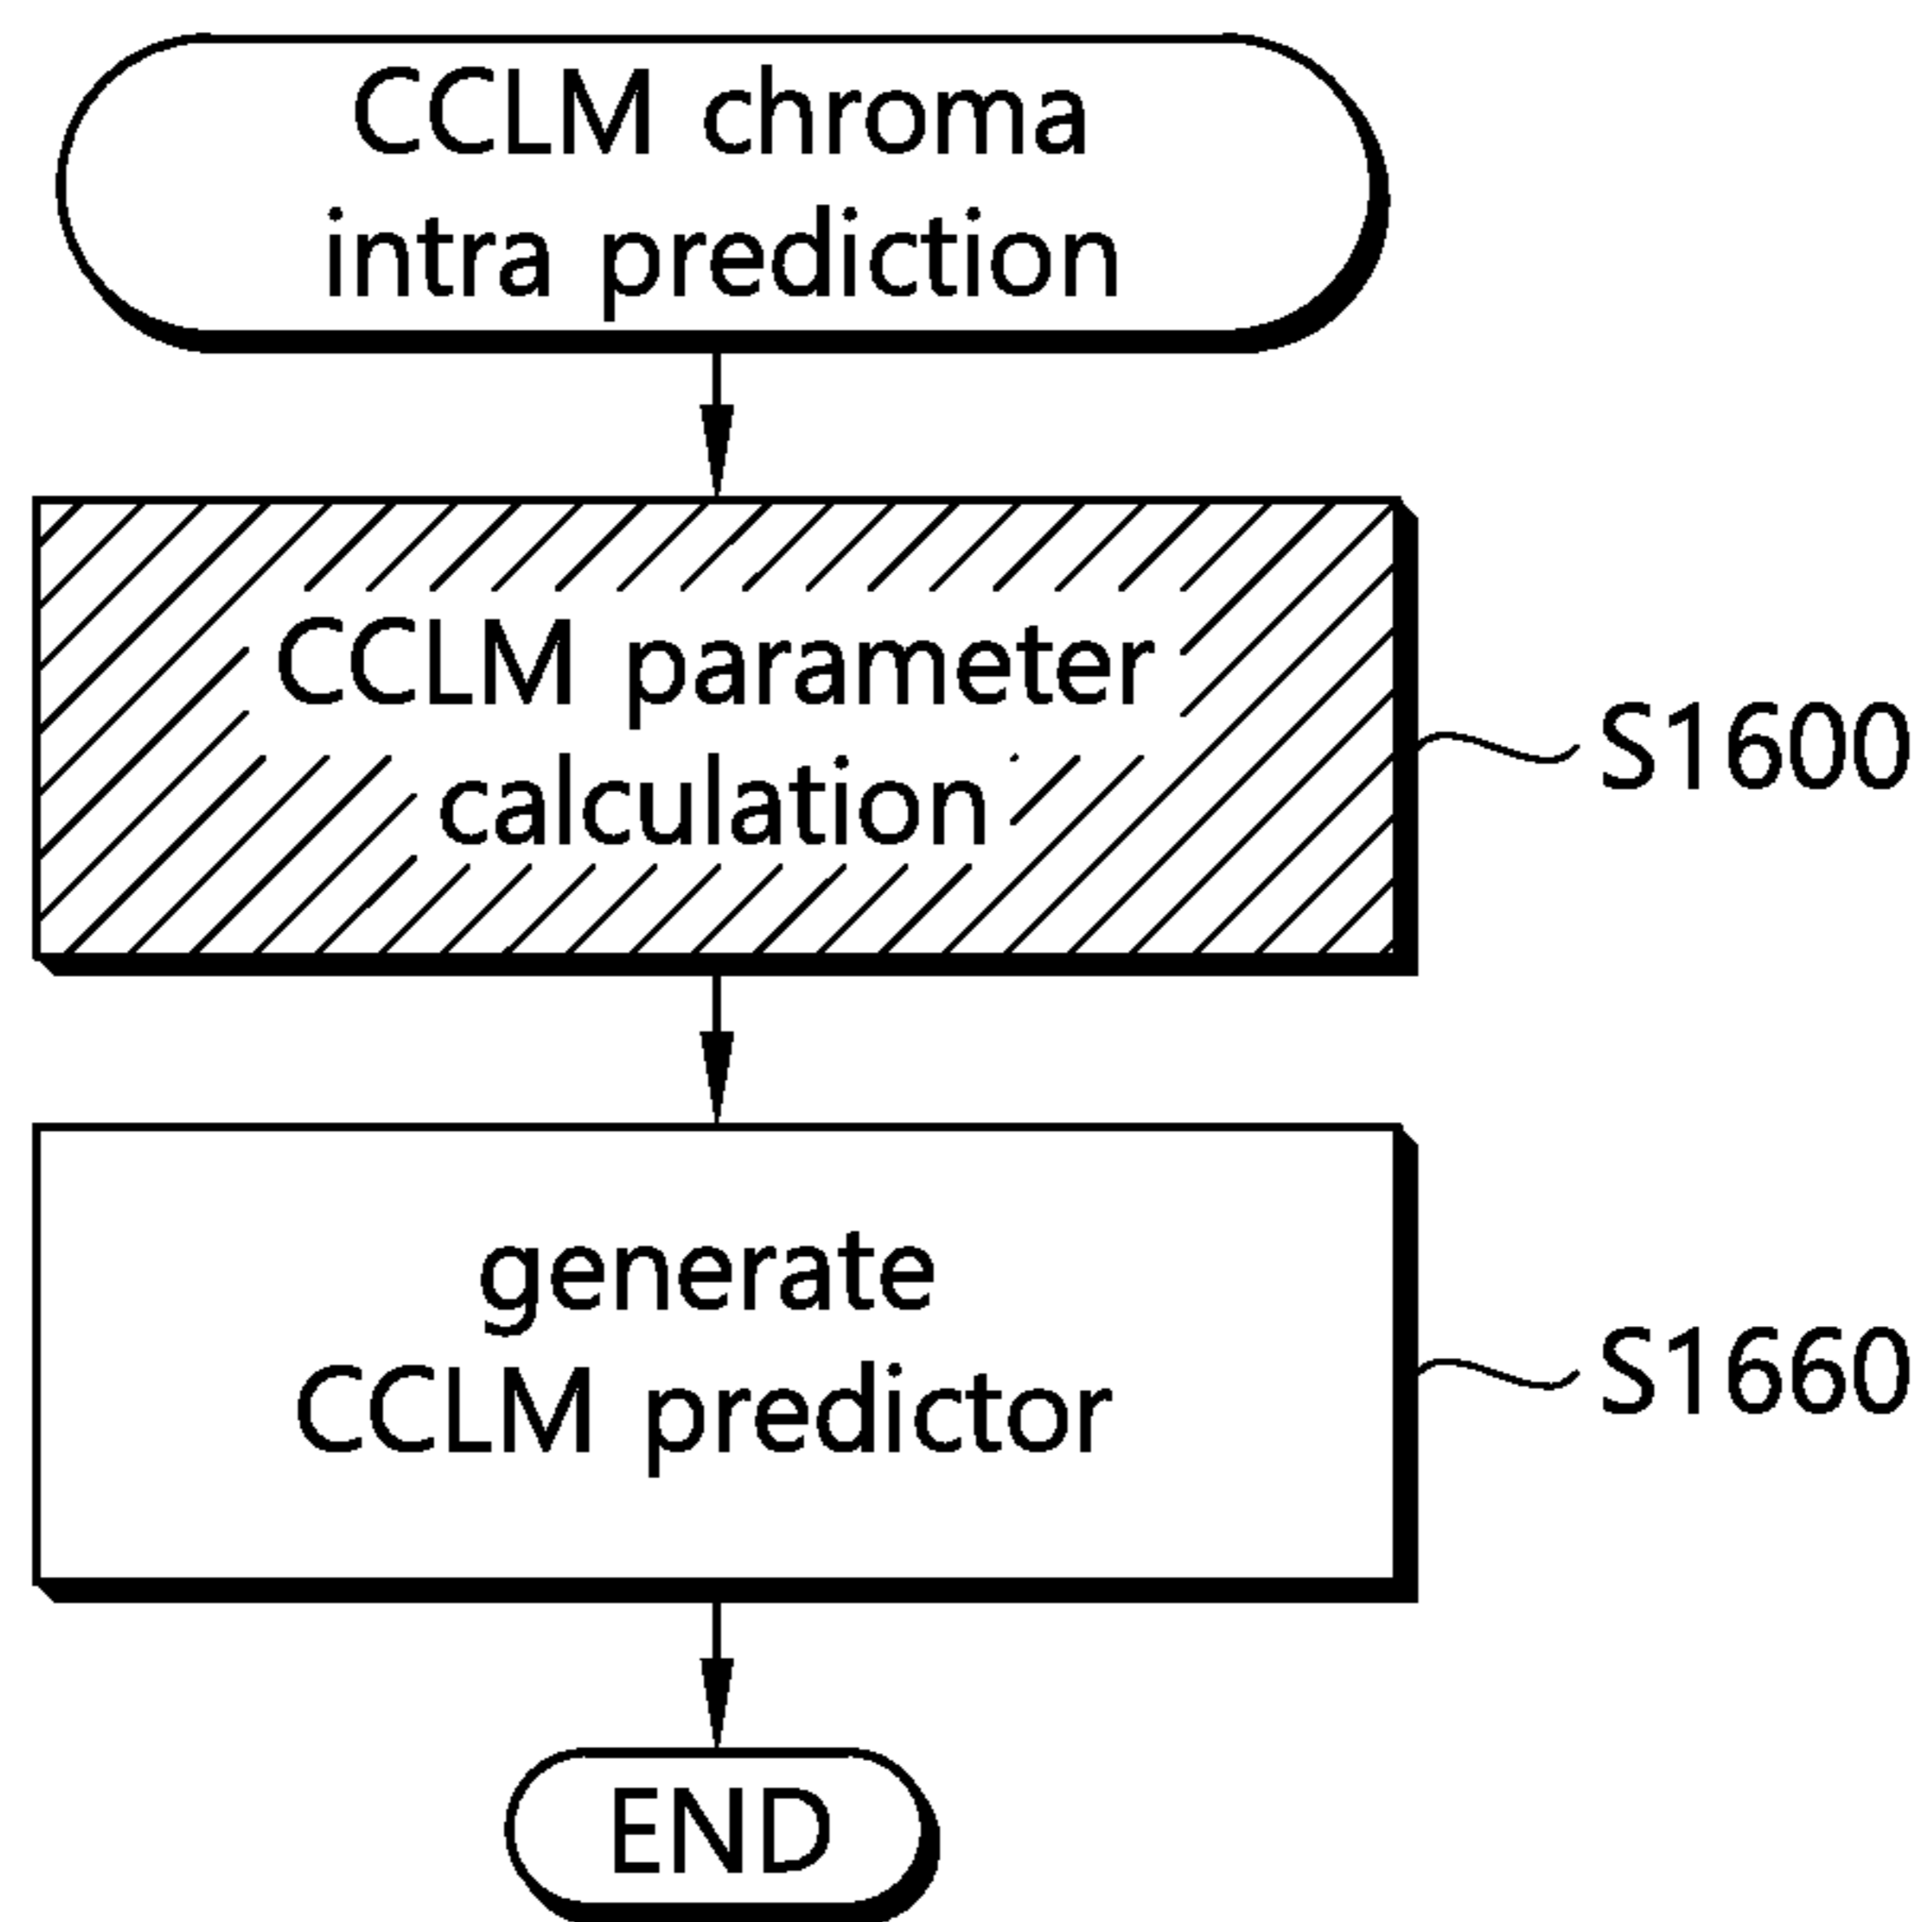 CCLM chroma
intra prediction
CCLM parameter
calculation
S1600
generate
CCLM predictor
S1660
END